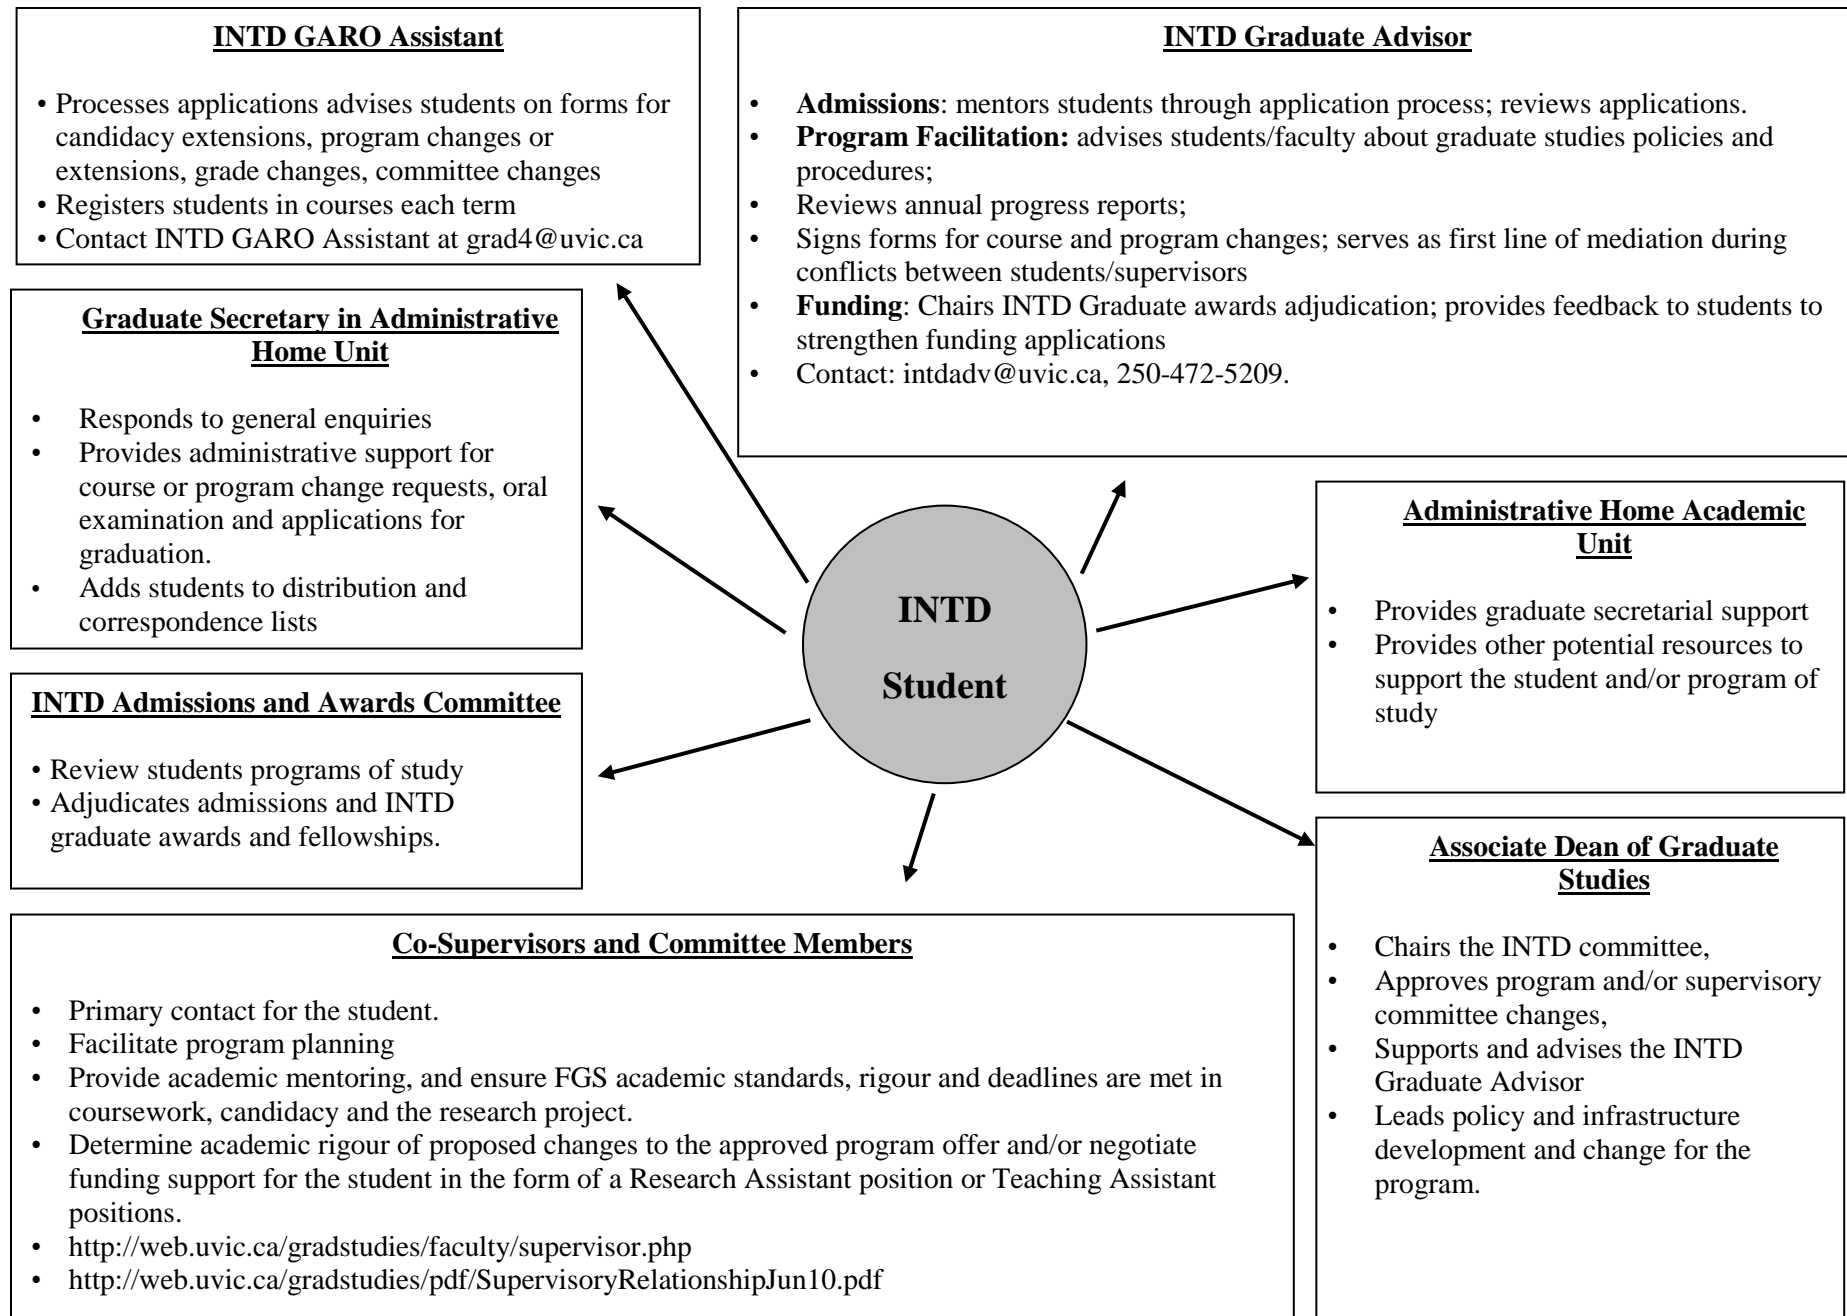 INTD GARO Assistant
• Processes applications advises students on forms for
candidacy extensions, program changes or
extensions, grade changes, committee changes
• Registers students in courses each term
• Contact INTD GARO Assistant at grad4@uvic.ca
INTD Graduate Advisor
• Admissions: mentors students through application process; reviews applications.
• Program Facilitation: advises students/faculty about graduate studies policies and
procedures;
• Reviews annual progress reports;
• Signs forms for course and program changes; serves as first line of mediation during
conflicts between students/supervisors
• Funding: Chairs INTD Graduate awards adjudication; provides feedback to students to
strengthen funding applications
• Contact: intdadv@uvic.ca, 250-472-5209.
Graduate Secretary in Administrative
Home Unit
• Responds to general enquiries
• Provides administrative support for
course or program change requests, oral
examination and applications for
graduation.
• Adds students to distribution and
correspondence lists
INTD
Student
Administrative Home Academic
Unit
• Provides graduate secretarial support
• Provides other potential resources to
support the student and/or program of
study
INTD Admissions and Awards Committee
• Review students programs of study
• Adjudicates admissions and INTD
graduate awards and fellowships.
Associate Dean of Graduate
Studies
• Chairs the INTD committee,
• Approves program and/or supervisory
committee changes,
• Supports and advises the INTD
Graduate Advisor
• Leads policy and infrastructure
development and change for the
program.
Co-Supervisors and Committee Members
• Primary contact for the student.
• Facilitate program planning
• Provide academic mentoring, and ensure FGS academic standards, rigour and deadlines are met in
coursework, candidacy and the research project.
• Determine academic rigour of proposed changes to the approved program offer and/or negotiate
funding support for the student in the form of a Research Assistant position or Teaching Assistant
positions.
• http://web.uvic.ca/gradstudies/faculty/supervisor.php
• http://web.uvic.ca/gradstudies/pdf/SupervisoryRelationshipJun10.pdf